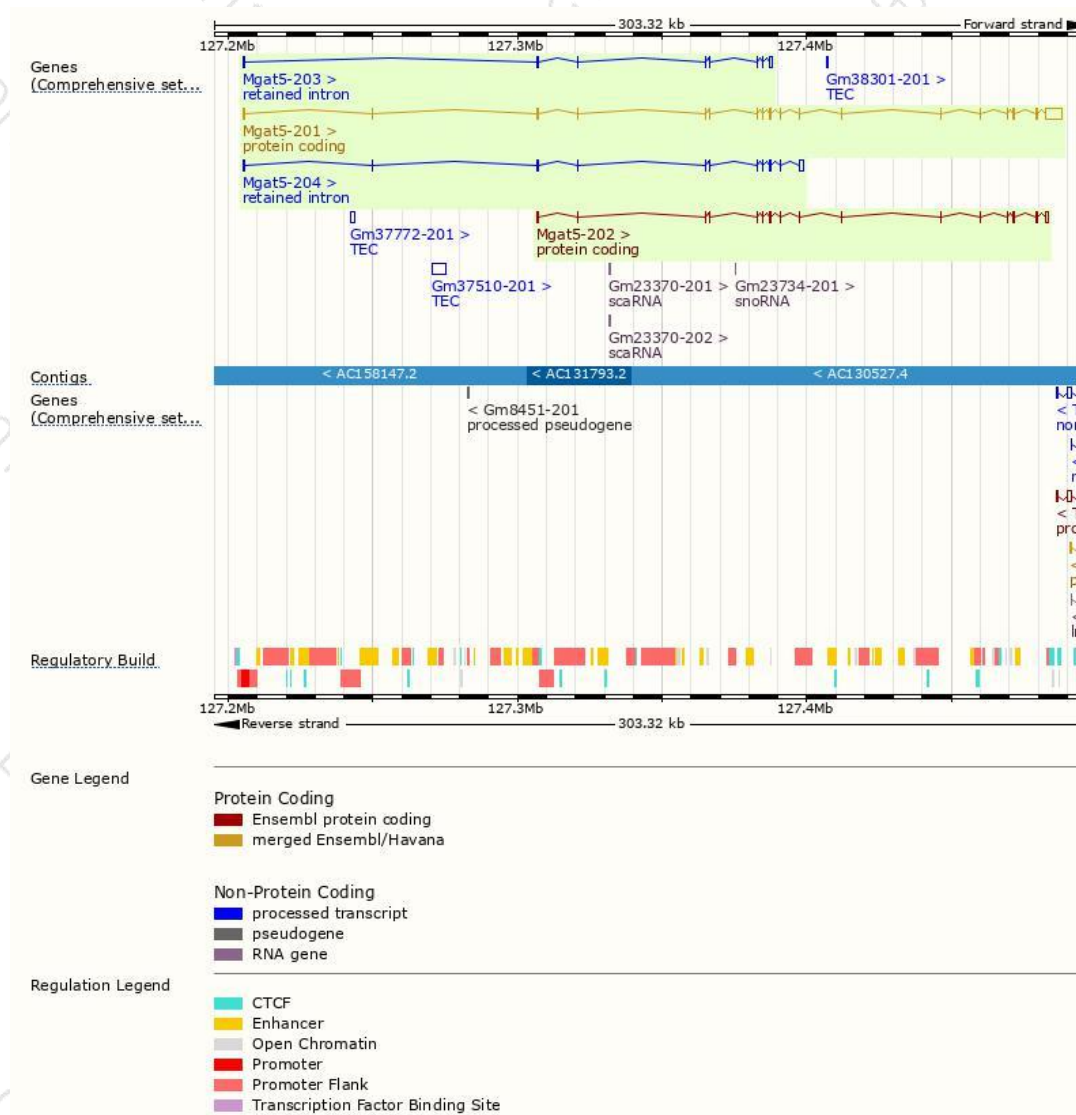 303.32 kb Forward strand
127.2Mb 127.3Mb 127.4Mb
Genes
(Comprehensive set...
Mgat5-203 >
retained intron
Gm38301-201 >
TEC
Mgat5-201 >
protein coding
Mgat5-204 >
retained intron
Gm37772-201 >
TEC
Mgat5-202 >
protein coding
Gm37510-201 >
TEC
Gm23370-201 >
scaRNA
Gm23734-201 >
snoRNA
Gm23370-202 >
scaRNA
Contigs
< AC158147.2 < AC131793.2 < AC130527.4
Genes
(Comprehensive set...
< Gm8451-201
processed pseudogene
Regulatory Build
127.2Mb 127.3Mb 127.4Mb
Reverse strand 303.32 kb
Gene Legend
Protein Coding
Ensembl protein coding
merged Ensembl/Havana
Non-Protein Coding
processed transcript
pseudogene
RNA gene
Regulation Legend
CTCF
Enhancer
Open Chromatin
Promoter
Promoter Flank
Transcription Factor Binding Site